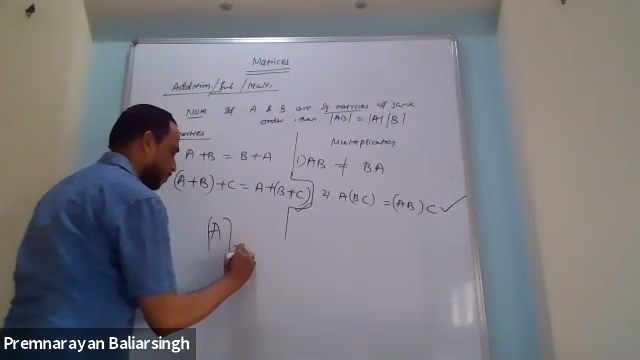 Matrices
Addition / Sub / Multi.
Note If A & B are Sq. matrices of same
order then |AB| = |A| |B|
Multiplication
A + B = B + A
1) AB ≠ BA
(A+B) + C = A + (B + C)
2) A(BC) = (AB) C ✓
[A]
Premnarayan Baliarsingh